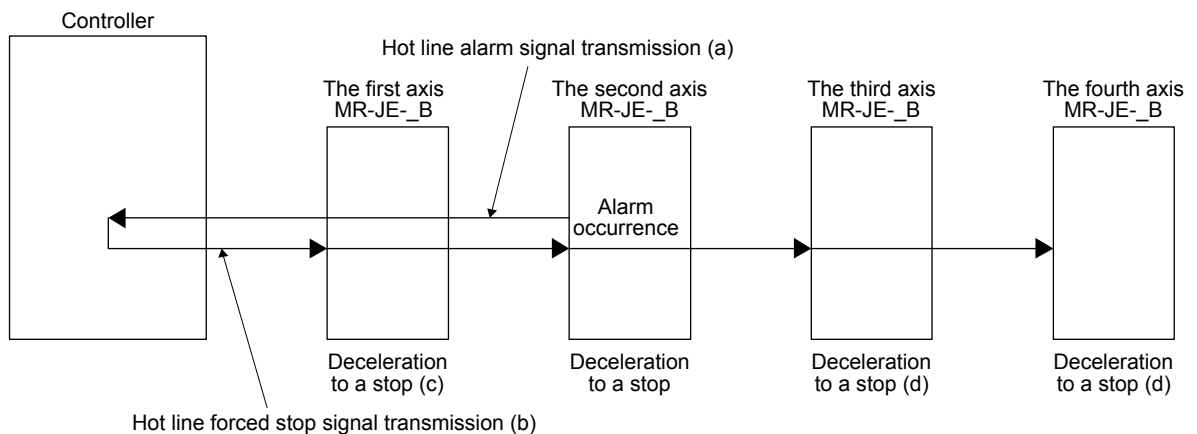 Controller
Hot line alarm signal transmission (a)
The first axis
MR-JE-_B
The second axis
MR-JE-_B
The third axis
MR-JE-_B
The fourth axis
MR-JE-_B
Alarm
occurrence
Deceleration
to a stop (c)
Deceleration
to a stop
Deceleration
to a stop (d)
Deceleration
to a stop (d)
Hot line forced stop signal transmission (b)